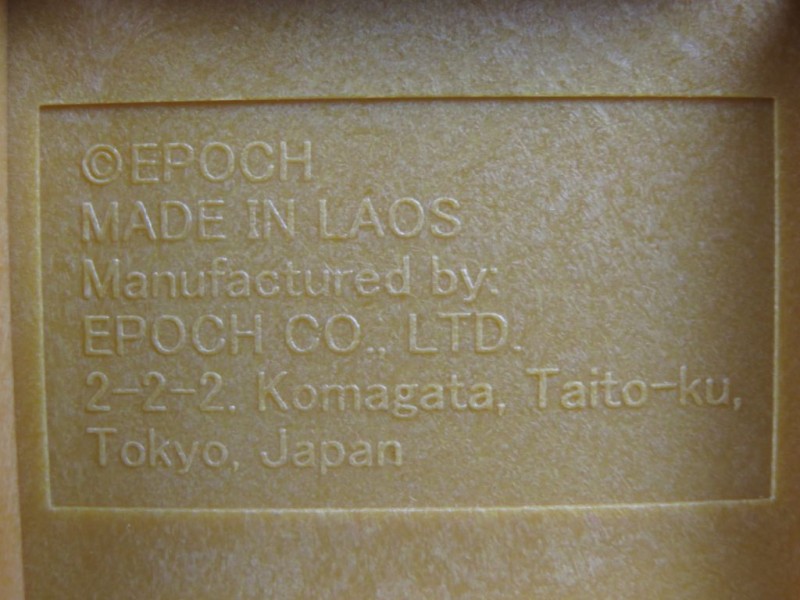 ©EPOCH
MADE IN LAOS
Manufactured by:
EPOCH CO., LTD.
2-2-2, Komagata, Taito-ku,
Tokyo, Japan